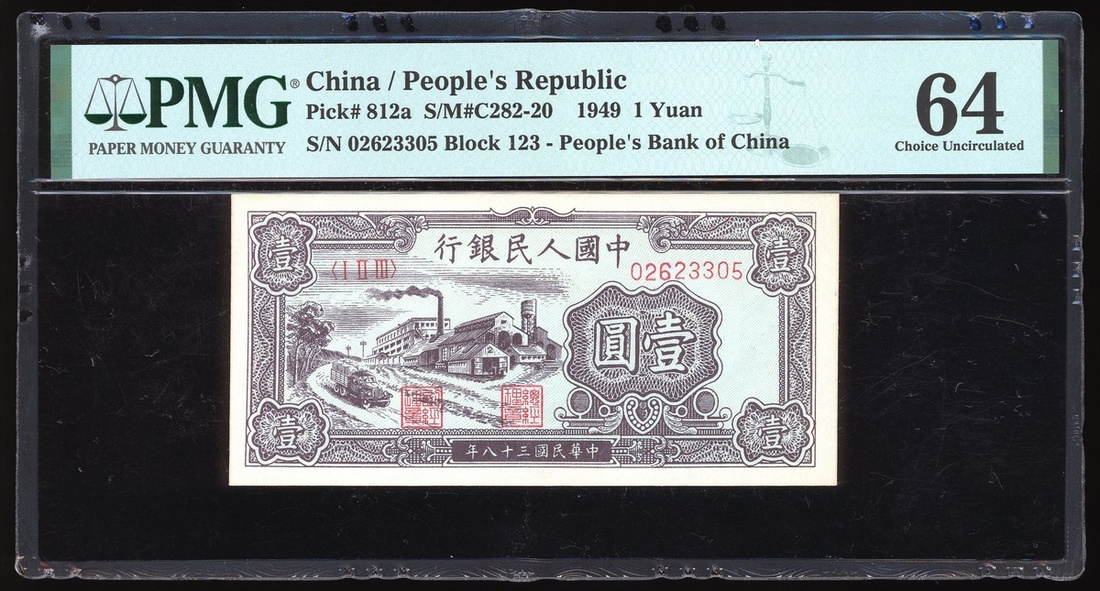 PMG®
PAPER MONEY GUARANTY
China / People's Republic
Pick# 812a S/M#C282-20 1949 1 Yuan
S/N 02623305 Block 123 - People's Bank of China
64
Choice Uncirculated
行銀民人國中
〈I II III〉
02623305
壹
壹
圓壹
壹
壹
年八十三國民華中